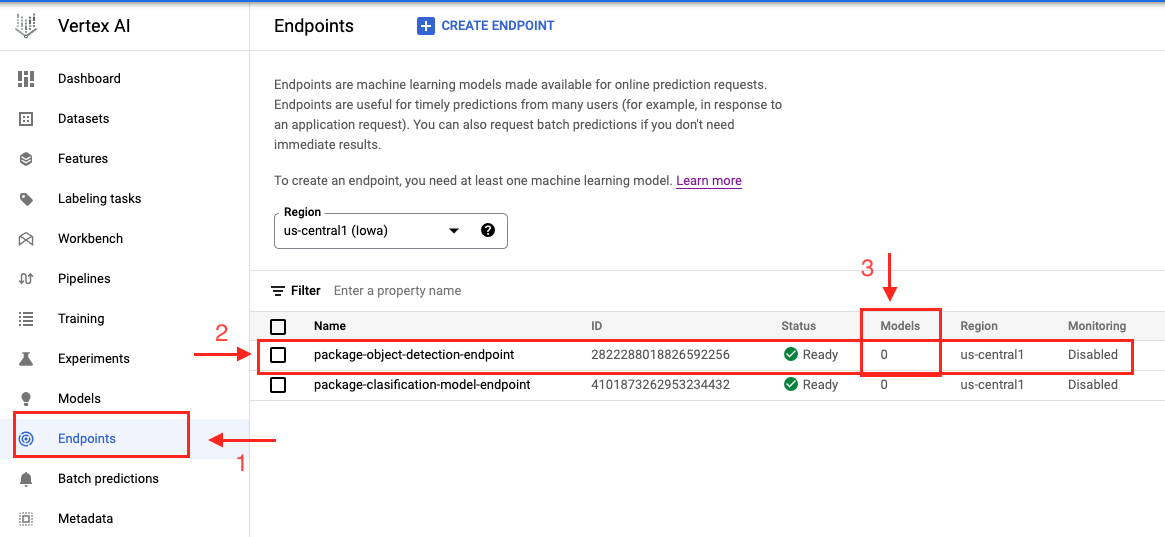 Vertex AI
Endpoints
CREATE ENDPOINT
Dashboard
Datasets
Features
Labeling tasks
Workbench
Pipelines
Training
Experiments
Models
Endpoints
Batch predictions
Metadata
1
Endpoints are machine learning models made available for online prediction requests.
Endpoints are useful for timely predictions from many users (for example, in response to
an application request). You can also request batch predictions if you don't need
immediate results.
To create an endpoint, you need at least one machine learning model. Learn more
Region
us-central1 (Iowa)
?
3
Filter Enter a property name
Name ID Status Models Region Monitoring
2
package-object-detection-endpoint 2822288018826592256 Ready 0 us-central1 Disabled
package-clasification-model-endpoint 4101873262953234432 Ready 0 us-central1 Disabled